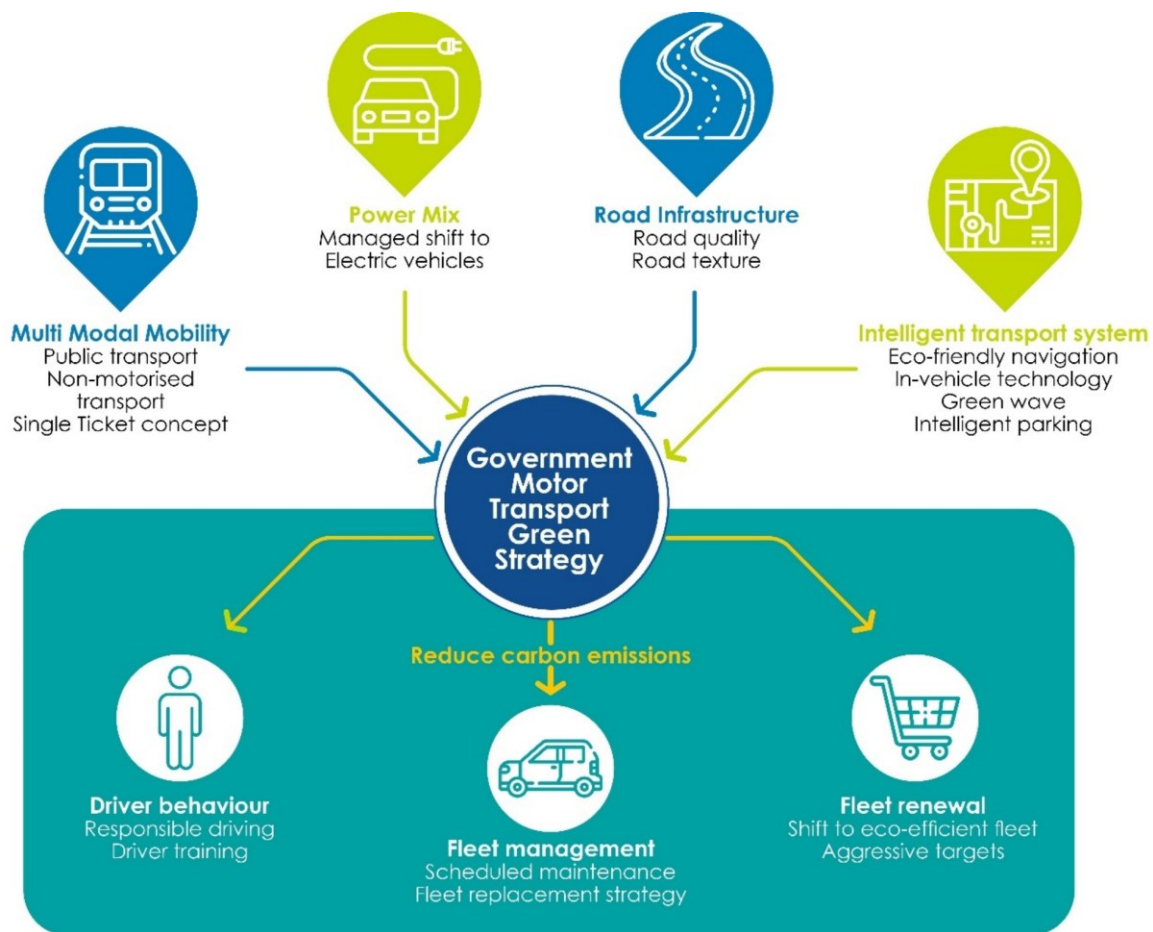 Power Mix
Managed shift to
Electric vehicles
Road Infrastructure
Road quality
Road texture
Multi Modal Mobility
Public transport
Non-motorised
transport
Single Ticket concept
Intelligent transport system
Eco-friendly navigation
In-vehicle technology
Green wave
Intelligent parking
Government
Motor
Transport
Green
Strategy
Reduce carbon emissions
Driver behaviour
Responsible driving
Driver training
Fleet management
Scheduled maintenance
Fleet replacement strategy
Fleet renewal
Shift to eco-efficient fleet
Aggressive targets